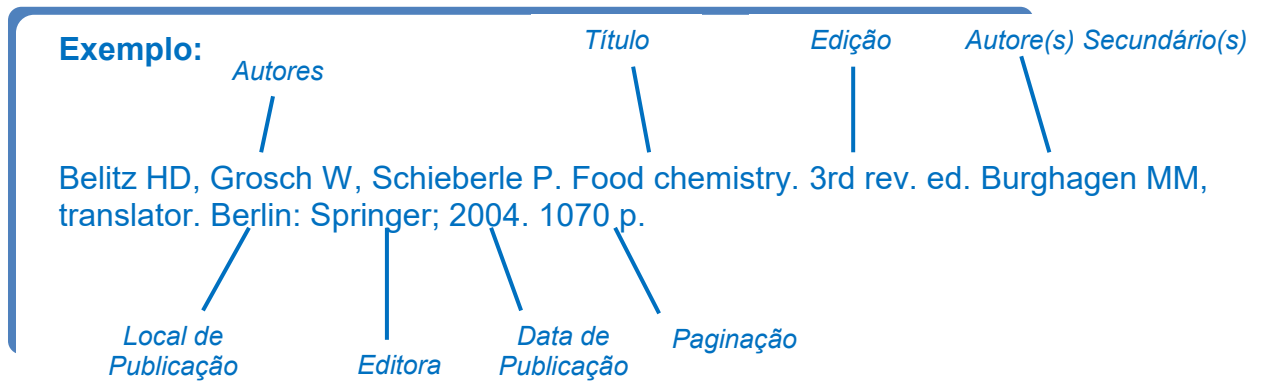 Exemplo:
Autores
Título
Edição
Autore(s) Secundário(s)
Belitz HD, Grosch W, Schieberle P. Food chemistry. 3rd rev. ed. Burghagen MM,
translator. Berlin: Springer; 2004. 1070 p.
Local de
Publicação
Editora
Data de
Publicação
Paginação